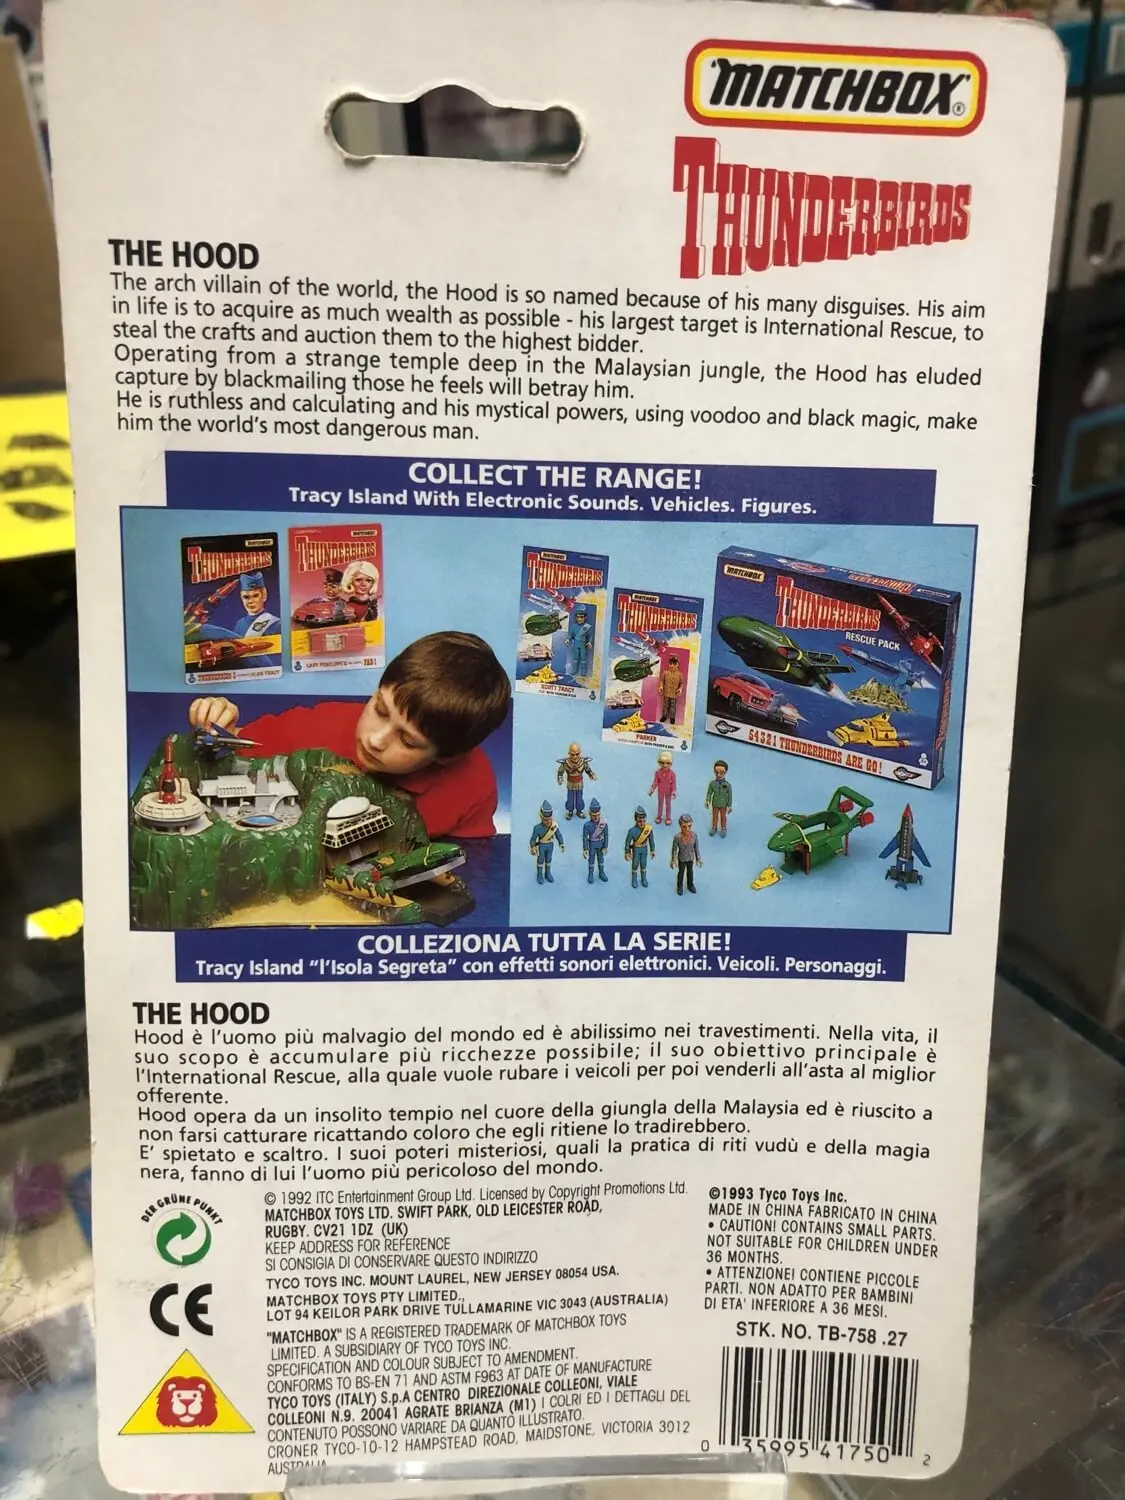 MATCHBOX®
THUNDERBIRDS
THE HOOD
The arch villain of the world, the Hood is so named because of his many disguises. His aim
in life is to acquire as much wealth as possible - his largest target is International Rescue, to
steal the crafts and auction them to the highest bidder.
Operating from a strange temple deep in the Malaysian jungle, the Hood has eluded
capture by blackmailing those he feels will betray him.
He is ruthless and calculating and his mystical powers, using voodoo and black magic, make
him the world's most dangerous man.
COLLECT THE RANGE!
Tracy Island With Electronic Sounds. Vehicles. Figures.
MATCHBOX
THUNDERBIRDS
MATCHBOX
THUNDERBIRDS
LADY PENELOPE'S
FAB 1
MATCHBOX
THUNDERBIRDS
SCOTT TRACY
MATCHBOX
THUNDERBIRDS
PARKER
MATCHBOX
THUNDERBIRDS
THUNDERBIRDS
RESCUE PACK
54321 THUNDERBIRDS ARE GO!
COLLEZIONA TUTTA LA SERIE!
Tracy Island "l'Isola Segreta" con effetti sonori elettronici. Veicoli. Personaggi.
THE HOOD
Hood è l'uomo più malvagio del mondo ed è abilissimo nei travestimenti. Nella vita, il
suo scopo è accumulare più ricchezze possibile; il suo obiettivo principale è
l'International Rescue, alla quale vuole rubare i veicoli per poi venderli all'asta al miglior
offerente.
Hood opera da un insolito tempio nel cuore della giungla della Malaysia ed è riuscito a
non farsi catturare ricattando coloro che egli ritiene lo tradirebbero.
E' spietato e scaltro. I suoi poteri misteriosi, quali la pratica di riti vudù e della magia
nera, fanno di lui l'uomo più pericoloso del mondo.
DER GRÜNE PUNKT
CE
© 1992 ITC Entertainment Group Ltd. Licensed by Copyright Promotions Ltd.
MATCHBOX TOYS LTD. SWIFT PARK, OLD LEICESTER ROAD,
RUGBY. CV21 1DZ (UK)
KEEP ADDRESS FOR REFERENCE
SI CONSIGIA DI CONSERVARE QUESTO INDIRIZZO
TYCO TOYS INC. MOUNT LAUREL, NEW JERSEY 08054 USA.
MATCHBOX TOYS PTY LIMITED.,
LOT 94 KEILOR PARK DRIVE TULLAMARINE VIC 3043 (AUSTRALIA)
"MATCHBOX" IS A REGISTERED TRADEMARK OF MATCHBOX TOYS
LIMITED. A SUBSIDIARY OF TYCO TOYS INC.
SPECIFICATION AND COLOUR SUBJECT TO AMENDMENT.
CONFORMS TO BS-EN 71 AND ASTM F963 AT DATE OF MANUFACTURE
TYCO TOYS (ITALY) S.p.A CENTRO DIREZIONALE COLLEONI, VIALE
COLLEONI N.9. 20041 AGRATE BRIANZA (M1) I COLRI ED I DETTAGLI DEL
CONTENUTO POSSONO VARIARE DA QUANTO ILLUSTRATO.
CRONER TYCO-10-12 HAMPSTEAD ROAD, MAIDSTONE, VICTORIA 3012
AUSTRALIA
©1993 Tyco Toys Inc.
MADE IN CHINA FABRICATO IN CHINA
• CAUTION! CONTAINS SMALL PARTS.
NOT SUITABLE FOR CHILDREN UNDER
36 MONTHS.
• ATTENZIONE! CONTIENE PICCOLE
PARTI. NON ADATTO PER BAMBINI
DI ETA' INFERIORE A 36 MESI.
STK. NO. TB-758 .27
0 35995 41750 2